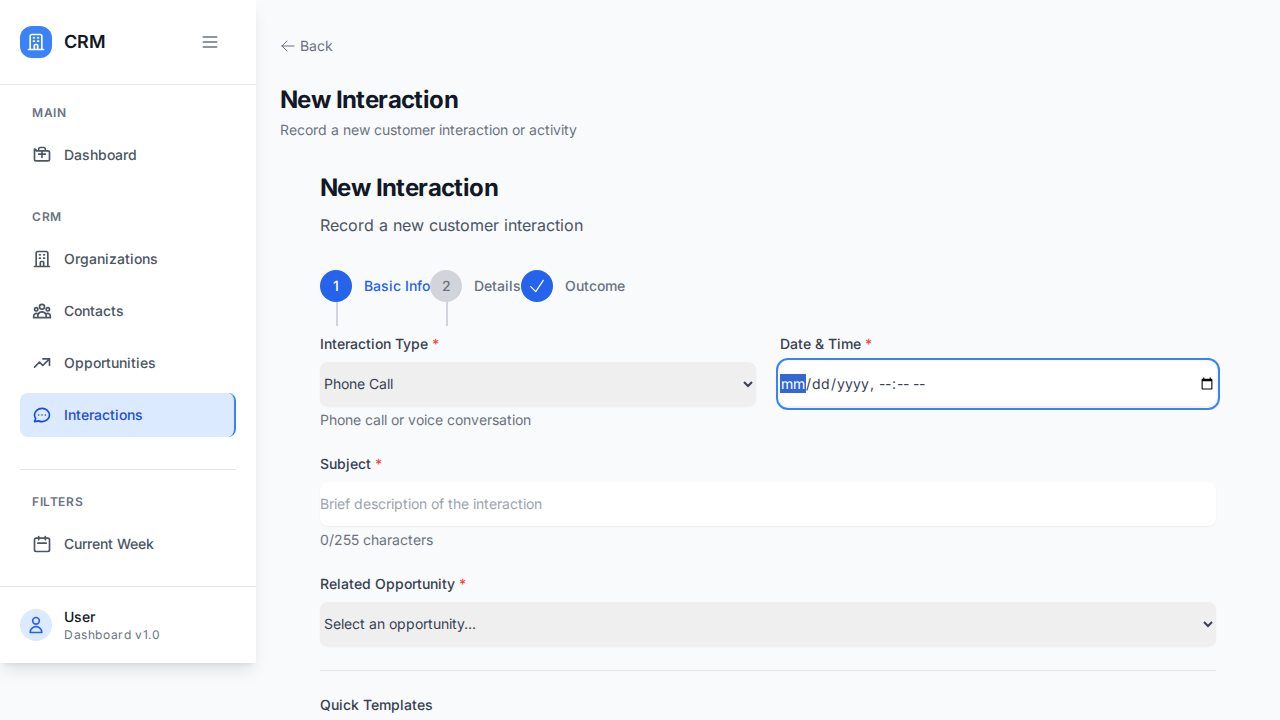 CRM
MAIN
Dashboard
CRM
Organizations
Contacts
Opportunities
Interactions
FILTERS
Current Week
User
Dashboard v1.0
Back
New Interaction
Record a new customer interaction or activity
New Interaction
Record a new customer interaction
1 Basic Info 2 Details Outcome
Interaction Type * Date & Time *
Phone Call mm/dd/yyyy, --:-- --
Phone call or voice conversation
Subject *
Brief description of the interaction
0/255 characters
Related Opportunity *
Select an opportunity...
Quick Templates